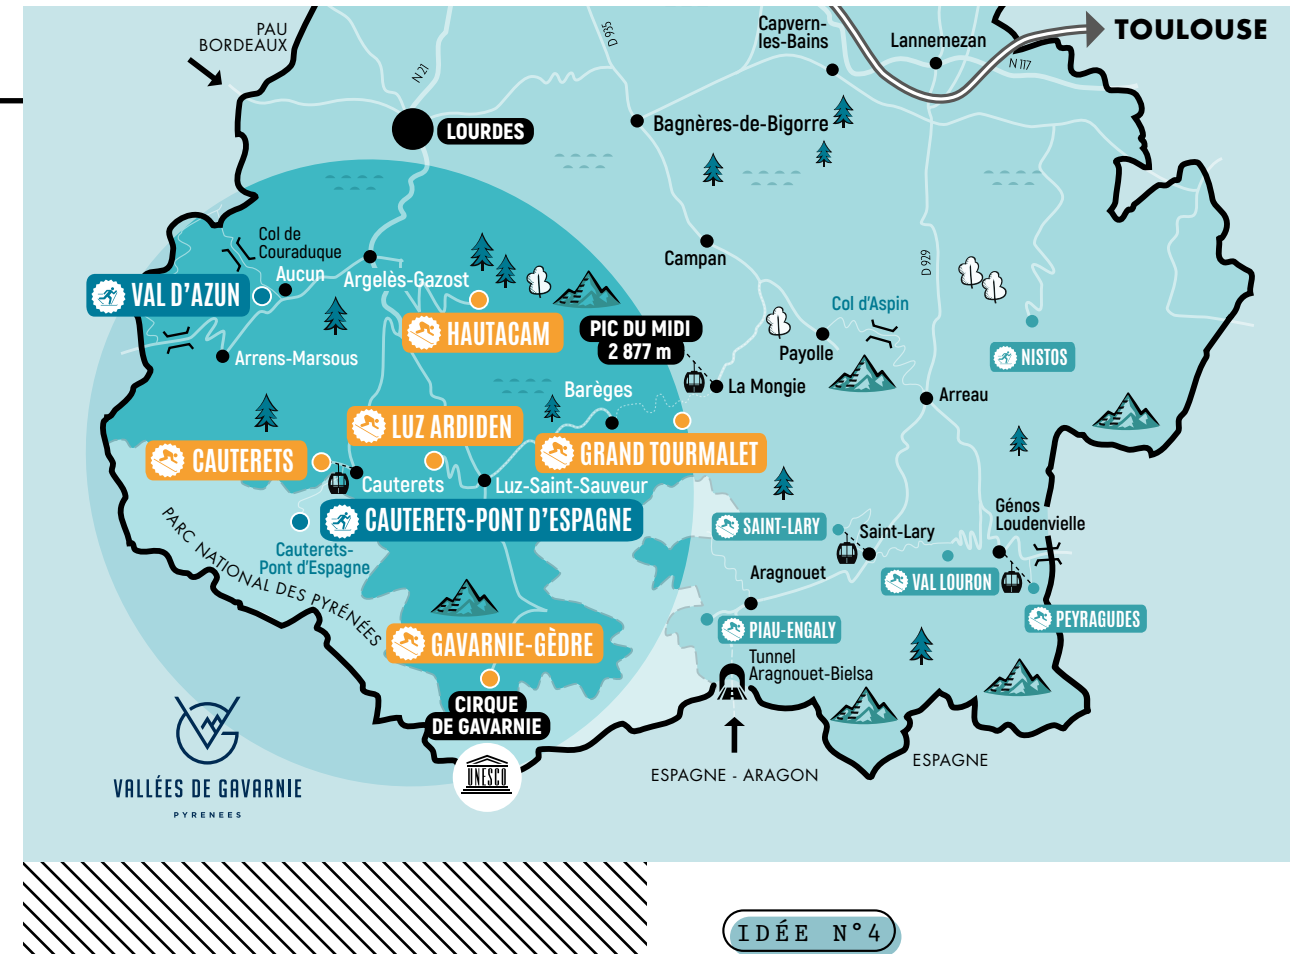 PAU
BORDEAUX
N 21
D 935
Capvern-
les-Bains
Lannemezan
TOULOUSE
N 117
LOURDES
Bagnères-de-Bigorre
Col de
Couraduque
Aucun
Argelès-Gazost
Campan
D 929
VAL D'AZUN
HAUTACAM
PIC DU MIDI
2 877 m
Col d'Aspin
Payolle
NISTOS
Arrens-Marsous
Barèges
La Mongie
Arreau
LUZ ARDIDEN
CAUTERETS
GRAND TOURMALET
Cauterets
Luz-Saint-Sauveur
CAUTERETS-PONT D'ESPAGNE
Cauterets-
Pont d'Espagne
PARC NATIONAL DES PYRÉNÉES
SAINT-LARY
Saint-Lary
Génos
Loudenvielle
Aragnouet
VAL LOURON
PEYRAGUDES
PIAU-ENGALY
GAVARNIE-GÈDRE
Tunnel
Aragnouet-Bielsa
CIRQUE
DE GAVARNIE
UNESCO
ESPAGNE - ARAGON
ESPAGNE
VALLÉES DE GAVARNIE
PYRENEES
IDÉE N°4